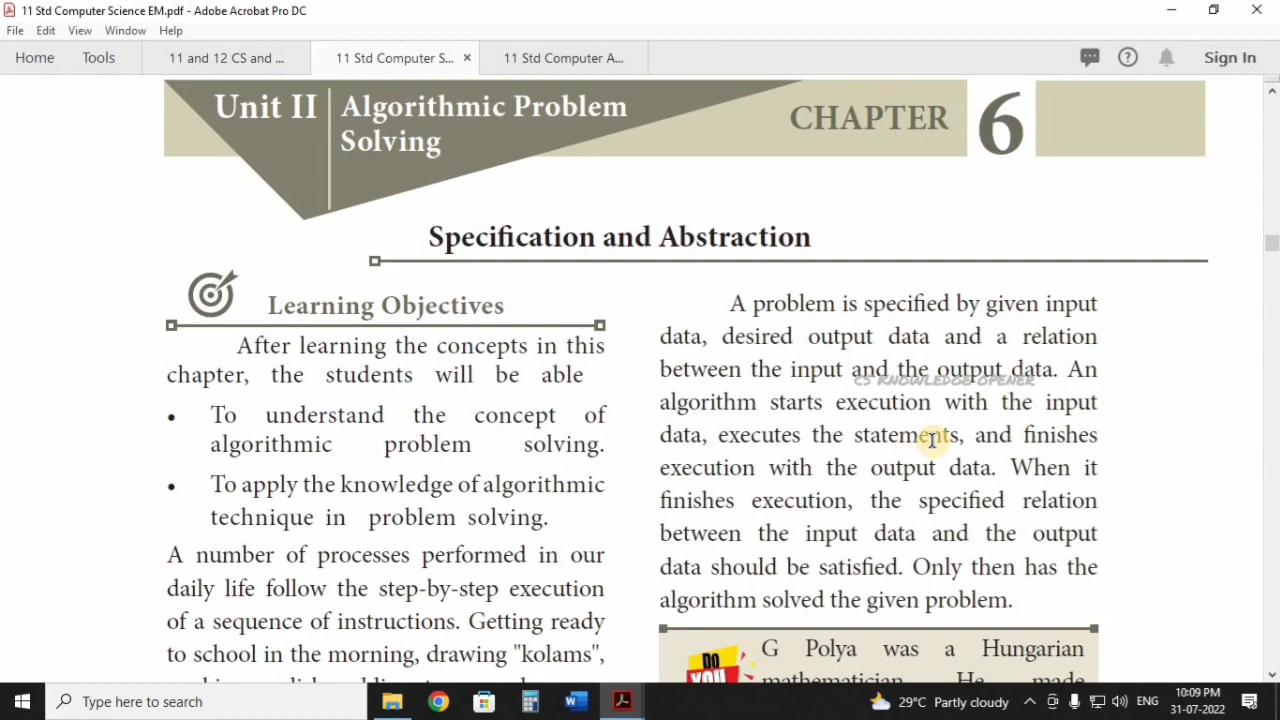 11 Std Computer Science EM.pdf - Adobe Acrobat Pro DC
File Edit View Window Help
Home Tools 11 and 12 CS and ... 11 Std Computer S... × 11 Std Computer A... Sign In
Unit II
Algorithmic Problem
Solving
CHAPTER 6
Specification and Abstraction
Learning Objectives
After learning the concepts in this
chapter, the students will be able
• To understand the concept of
algorithmic problem solving.
• To apply the knowledge of algorithmic
technique in problem solving.
A number of processes performed in our
daily life follow the step-by-step execution
of a sequence of instructions. Getting ready
to school in the morning, drawing "kolams",
A problem is specified by given input
data, desired output data and a relation
between the input and the output data. An
CS KNOWLEDGE OPENER
algorithm starts execution with the input
data, executes the statements, and finishes
execution with the output data. When it
finishes execution, the specified relation
between the input data and the output
data should be satisfied. Only then has the
algorithm solved the given problem.
DO
YOU
G Polya was a Hungarian
mathematician. He made
Type here to search
29°C Partly cloudy
ENG
10:09 PM
31-07-2022